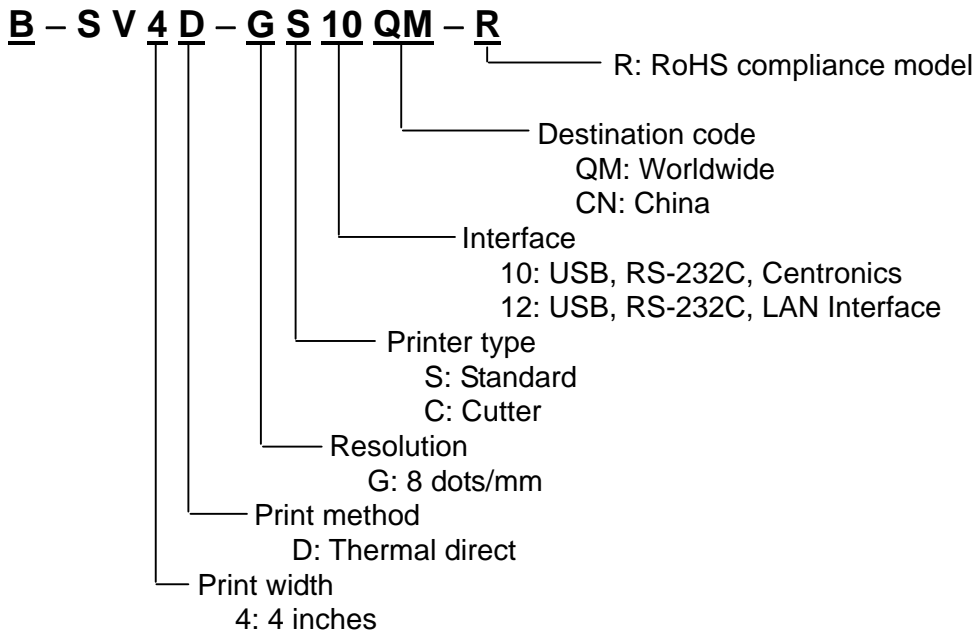 B – S V 4 D – G S 10 QM – R
R: RoHS compliance model
Destination code
QM: Worldwide
CN: China
Interface
10: USB, RS-232C, Centronics
12: USB, RS-232C, LAN Interface
Printer type
S: Standard
C: Cutter
Resolution
G: 8 dots/mm
Print method
D: Thermal direct
Print width
4: 4 inches